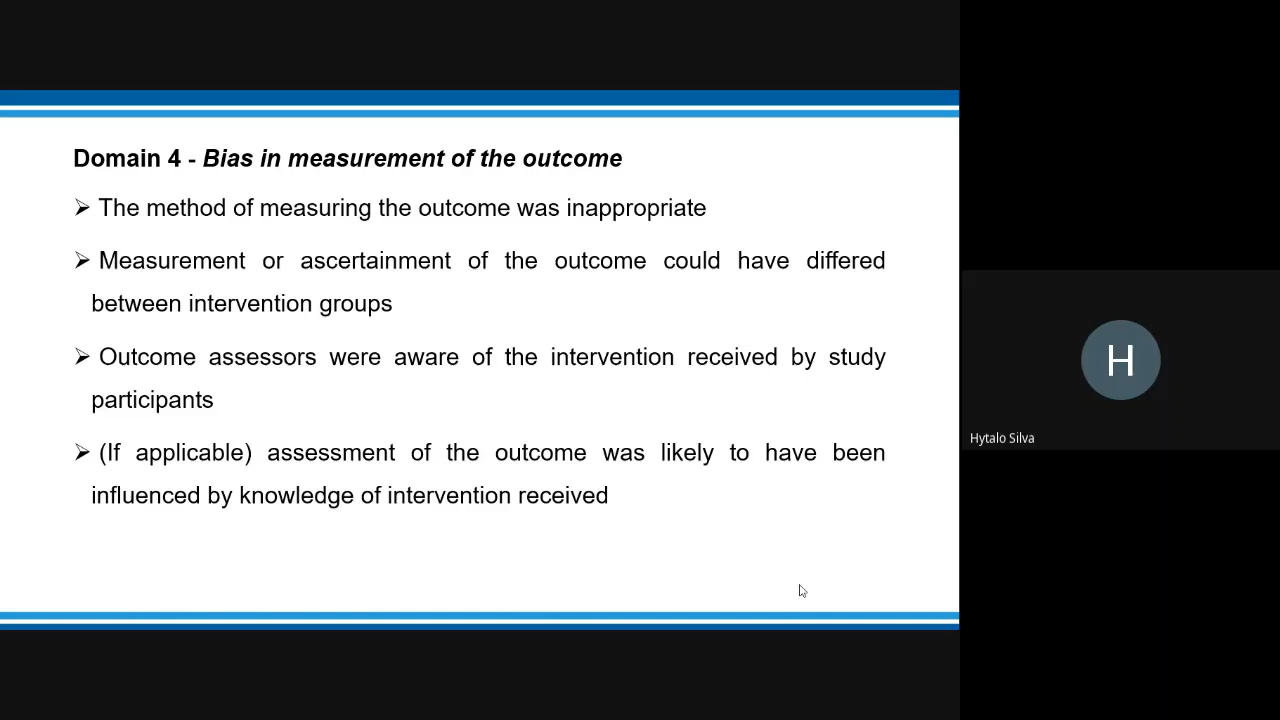 Domain 4 - Bias in measurement of the outcome
➢ The method of measuring the outcome was inappropriate
➢ Measurement or ascertainment of the outcome could have differed
between intervention groups
➢ Outcome assessors were aware of the intervention received by study
participants
➢ (If applicable) assessment of the outcome was likely to have been
influenced by knowledge of intervention received
H
Hytalo Silva